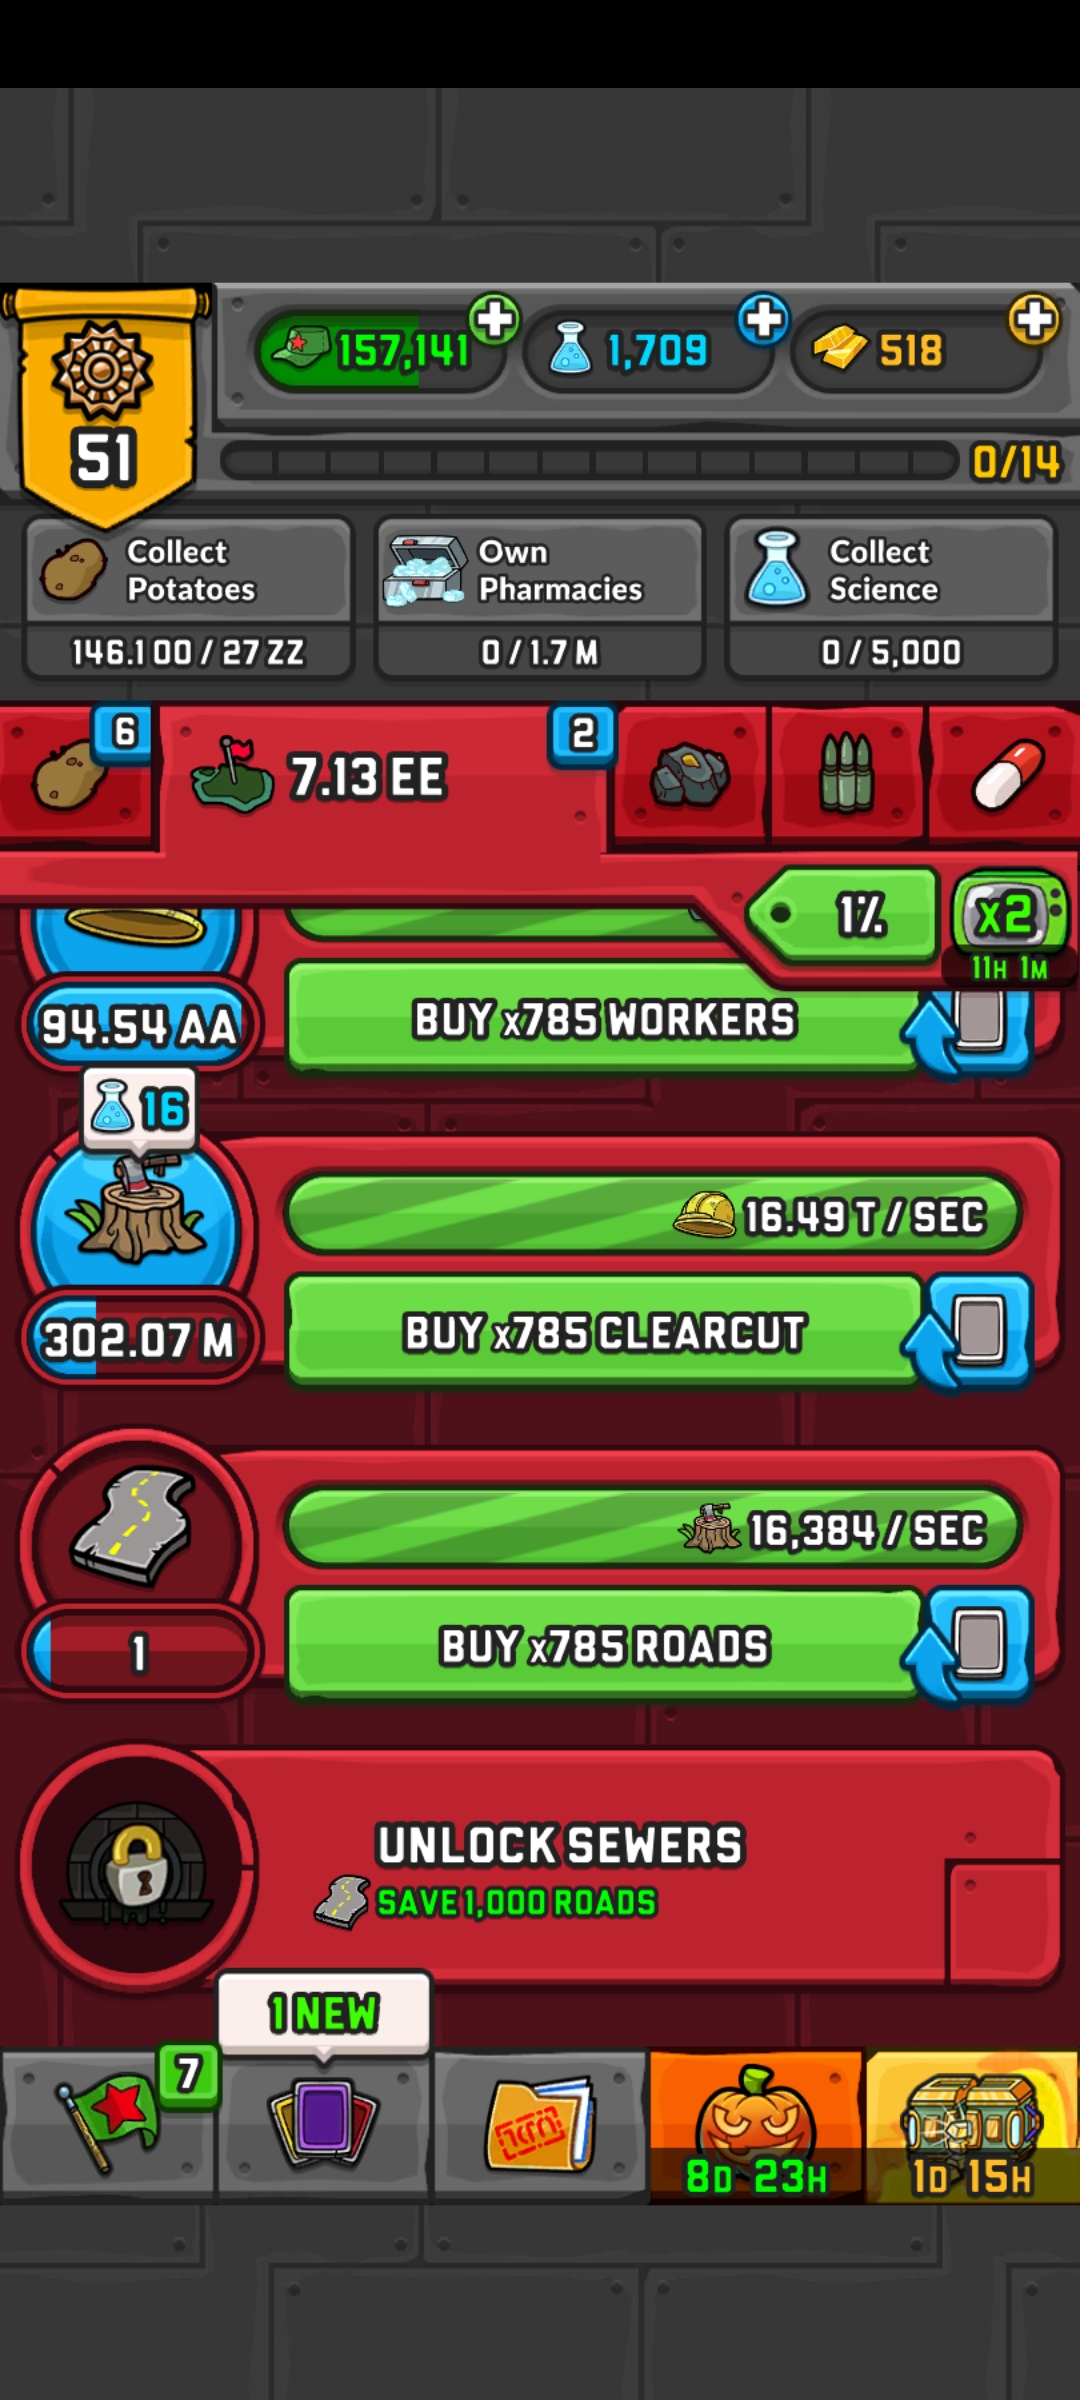 157,141
1,709
518
51
0/14
Collect
Potatoes
146.1 OO / 27 ZZ
Own
Pharmacies
0 / 1.7 M
Collect
Science
0 / 5,000
6
7.13 EE
2
1%
x2
11H 1M
94.54 AA
BUY x785 WORKERS
16
16.49 T / SEC
302.07 M
BUY x785 CLEARCUT
16,384 / SEC
1
BUY x785 ROADS
UNLOCK SEWERS
SAVE 1,000 ROADS
1 NEW
7
8D 23H
1D 15H